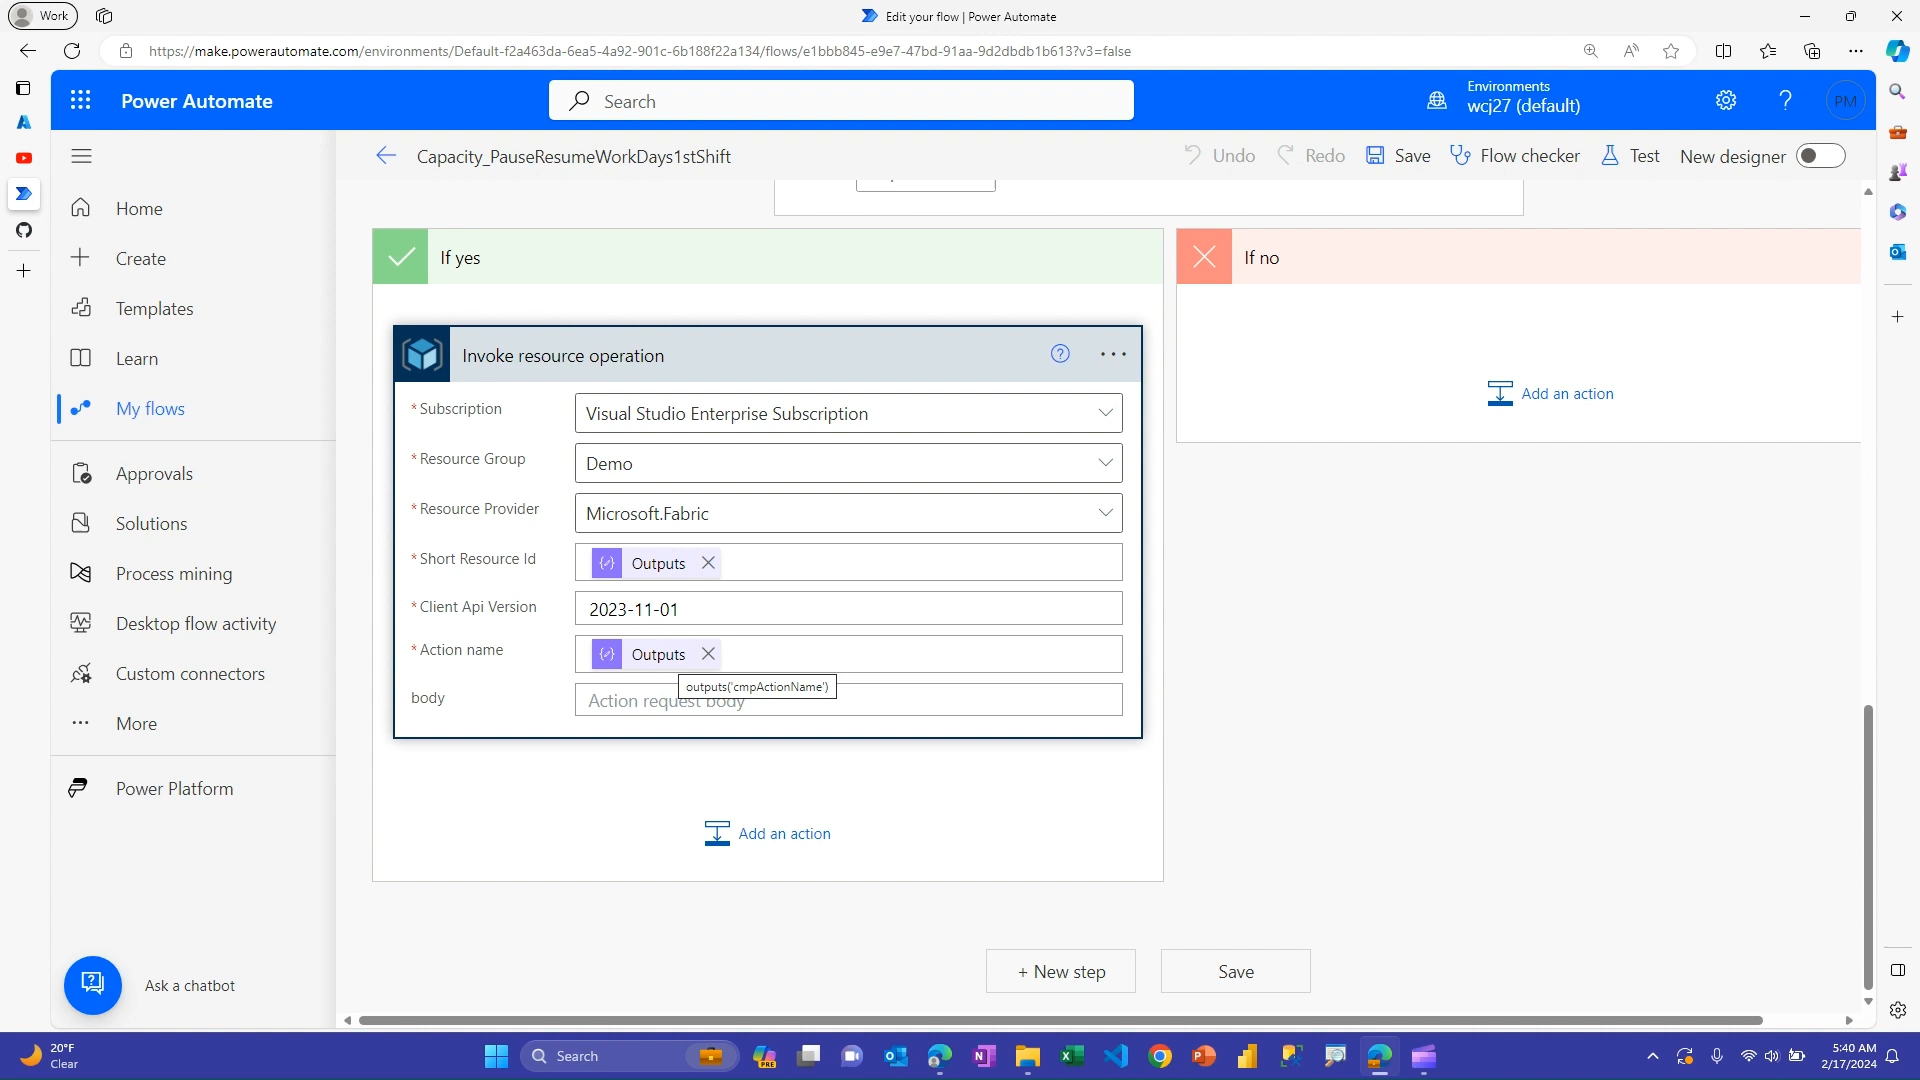 Work
Edit your flow | Power Automate
https://make.powerautomate.com/environments/Default-f2a463da-6ea5-4a92-901c-6b188f22a134/flows/e1bbb845-e9e7-47bd-91aa-9d2dbdb1b613?v3=false
Power Automate
Search
Environments
wcj27 (default)
PM
Capacity_PauseResumeWorkDays1stShift
Undo
Redo
Save
Flow checker
Test
New designer
Home
Create
Templates
Learn
My flows
Approvals
Solutions
Process mining
Desktop flow activity
Custom connectors
More
Power Platform
Ask a chatbot
If yes
Invoke resource operation
* Subscription
Visual Studio Enterprise Subscription
* Resource Group
Demo
* Resource Provider
Microsoft.Fabric
* Short Resource Id
Outputs
* Client Api Version
2023-11-01
* Action name
Outputs
outputs('cmpActionName')
body
Action request body
Add an action
If no
Add an action
+ New step
Save
20°F
Clear
Search
PRE
5:40 AM
2/17/2024